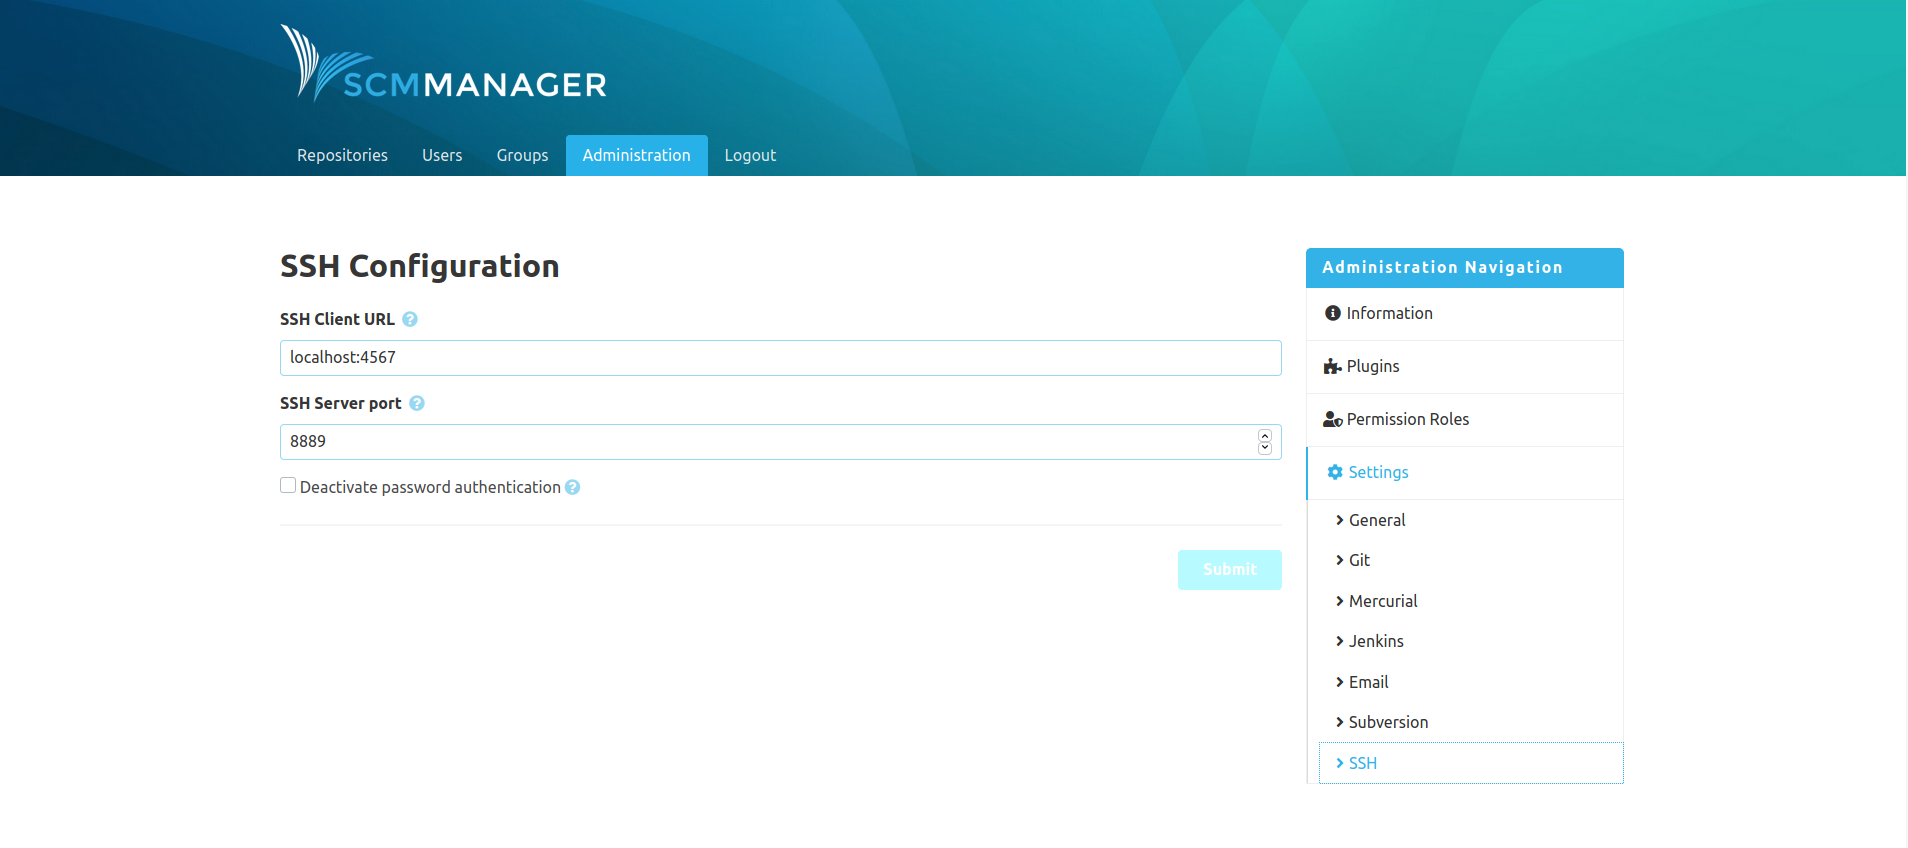 SCMMANAGER
Repositories Users Groups Administration Logout
SSH Configuration
SSH Client URL
localhost:4567
SSH Server port
8889
Deactivate password authentication
Submit
Administration Navigation
Information
Plugins
Permission Roles
Settings
General
Git
Mercurial
Jenkins
Email
Subversion
SSH